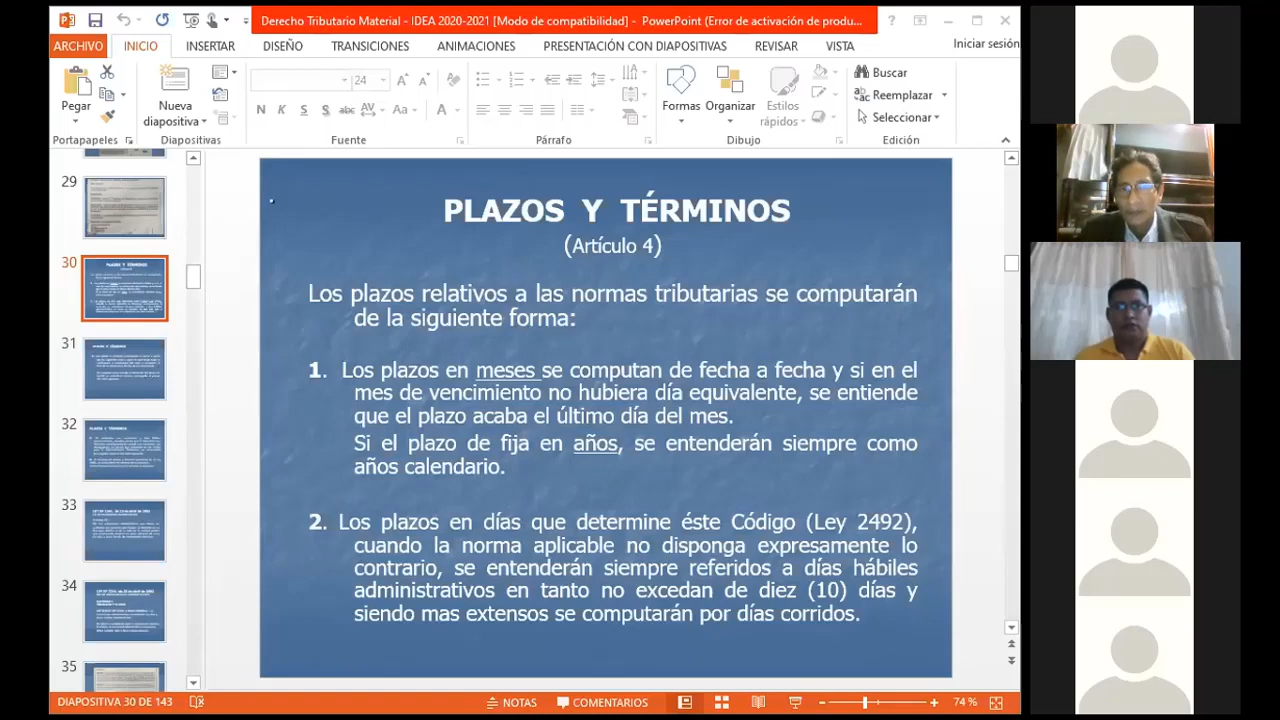 Derecho Tributario Material - IDEA 2020-2021 [Modo de compatibilidad] - PowerPoint (Error de activación de produ...
ARCHIVO INICIO INSERTAR DISEÑO TRANSICIONES ANIMACIONES PRESENTACIÓN CON DIAPOSITIVAS REVISAR VISTA Iniciar sesión
Pegar
Nueva
diapositiva
24
N K S abc AV Aa A
Formas Organizar Estilos
rápidos
Buscar
Reemplazar
Seleccionar
Portapapeles Diapositivas Fuente Párrafo Dibujo Edición
29
30
31
32
33
34
35
PLAZOS Y TÉRMINOS
(Artículo 4)
Los plazos relativos a las normas tributarias se computarán
de la siguiente forma:
1. Los plazos en meses se computan de fecha a fecha y si en el
mes de vencimiento no hubiera día equivalente, se entiende
que el plazo acaba el último día del mes.
Si el plazo de fija en años, se entenderán siempre como
años calendario.
2. Los plazos en días que determine éste Código (Ley 2492),
cuando la norma aplicable no disponga expresamente lo
contrario, se entenderán siempre referidos a días hábiles
administrativos en tanto no excedan de diez (10) días y
siendo mas extensos se computarán por días corridos.
DIAPOSITIVA 30 DE 143 NOTAS COMENTARIOS 74 %